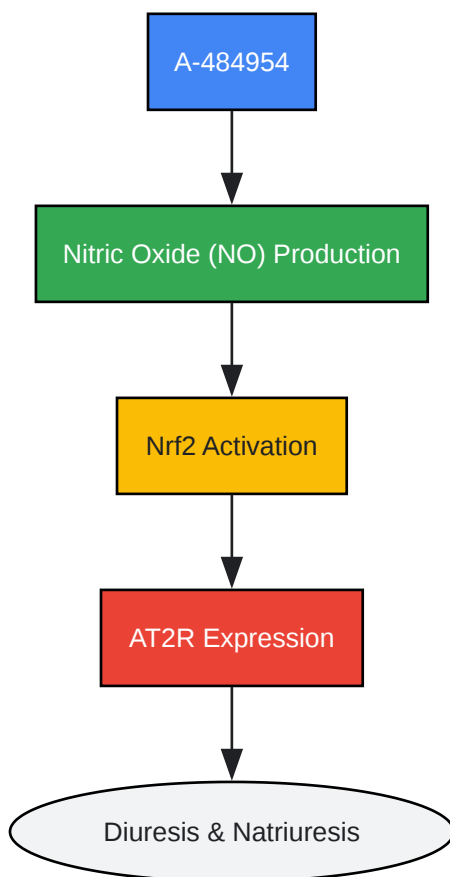 A-484954
Nitric Oxide (NO) Production
Nrf2 Activation
AT2R Expression
Diuresis & Natriuresis